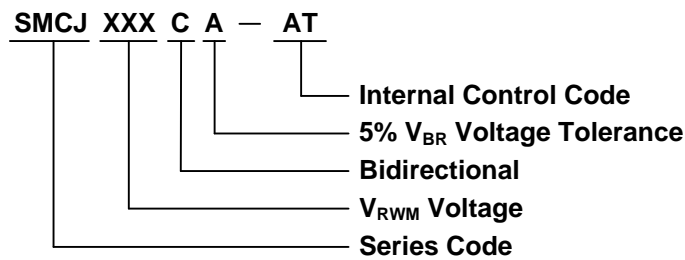 SMCJ XXX C A — AT
Internal Control Code
5% VBR Voltage Tolerance
Bidirectional
VRWM Voltage
Series Code